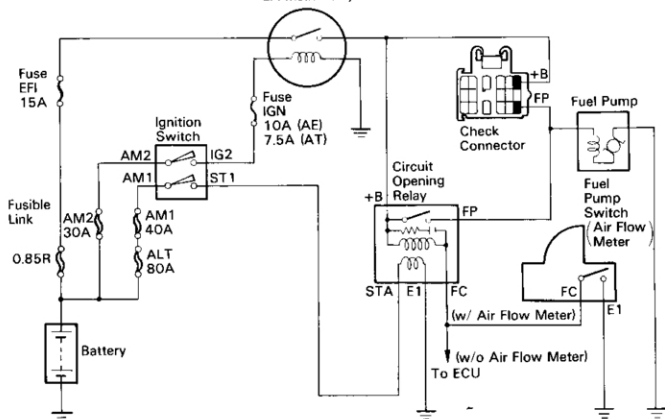 Fuse
EFI
15A
Fuse
IGN
10A (AE)
7.5A (AT)
Ignition
Switch
AM2
IG2
AM1
ST1
Fusible
Link
AM2
30A
AM1
40A
0.85R
ALT
80A
Battery
+B
FP
Check
Connector
Fuel Pump
Circuit
Opening
Relay
+B
FP
STA
E1
FC
Fuel
Pump
Switch
(Air Flow
Meter)
FC
E1
(w/ Air Flow Meter)
(w/o Air Flow Meter)
To ECU